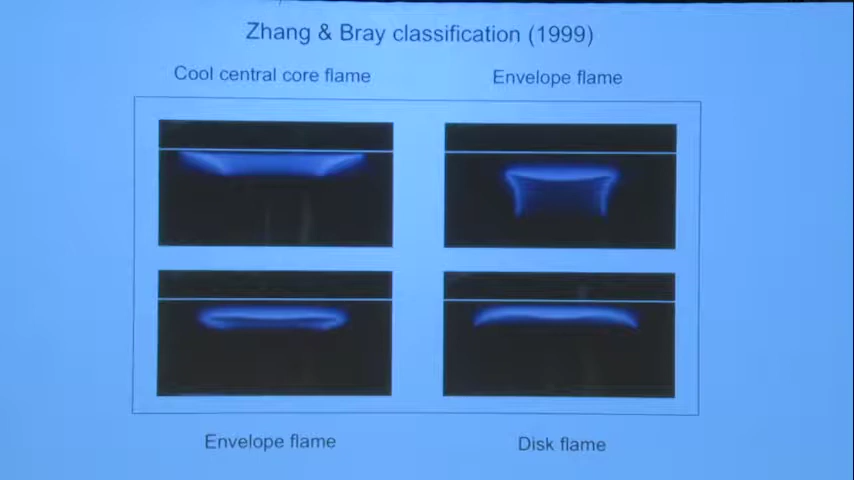 Zhang & Bray classification (1999)
Cool central core flame
Envelope flame
Envelope flame
Disk flame